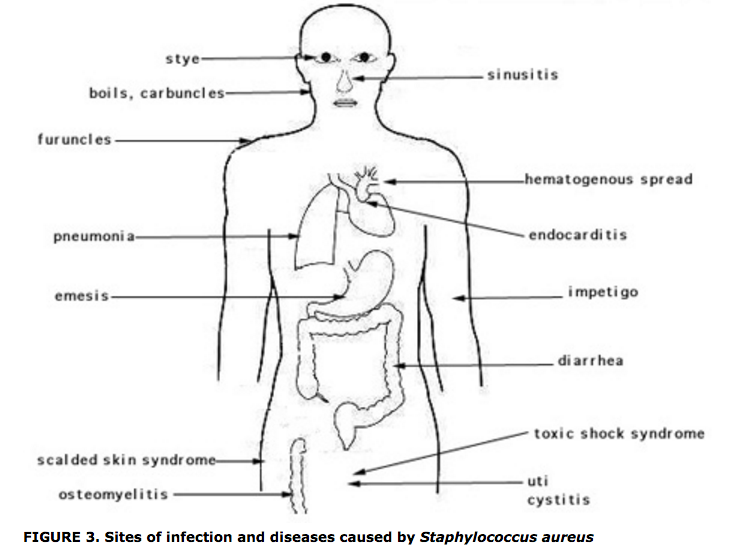 stye
sinusitis
boils, carbuncles
furuncles
hematogenous spread
endocarditis
pneumonia
emesis
impetigo
diarrhea
toxic shock syndrome
scalded skin syndrome
uti
cystitis
osteomyelitis
FIGURE 3. Sites of infection and diseases caused by Staphylococcus aureus